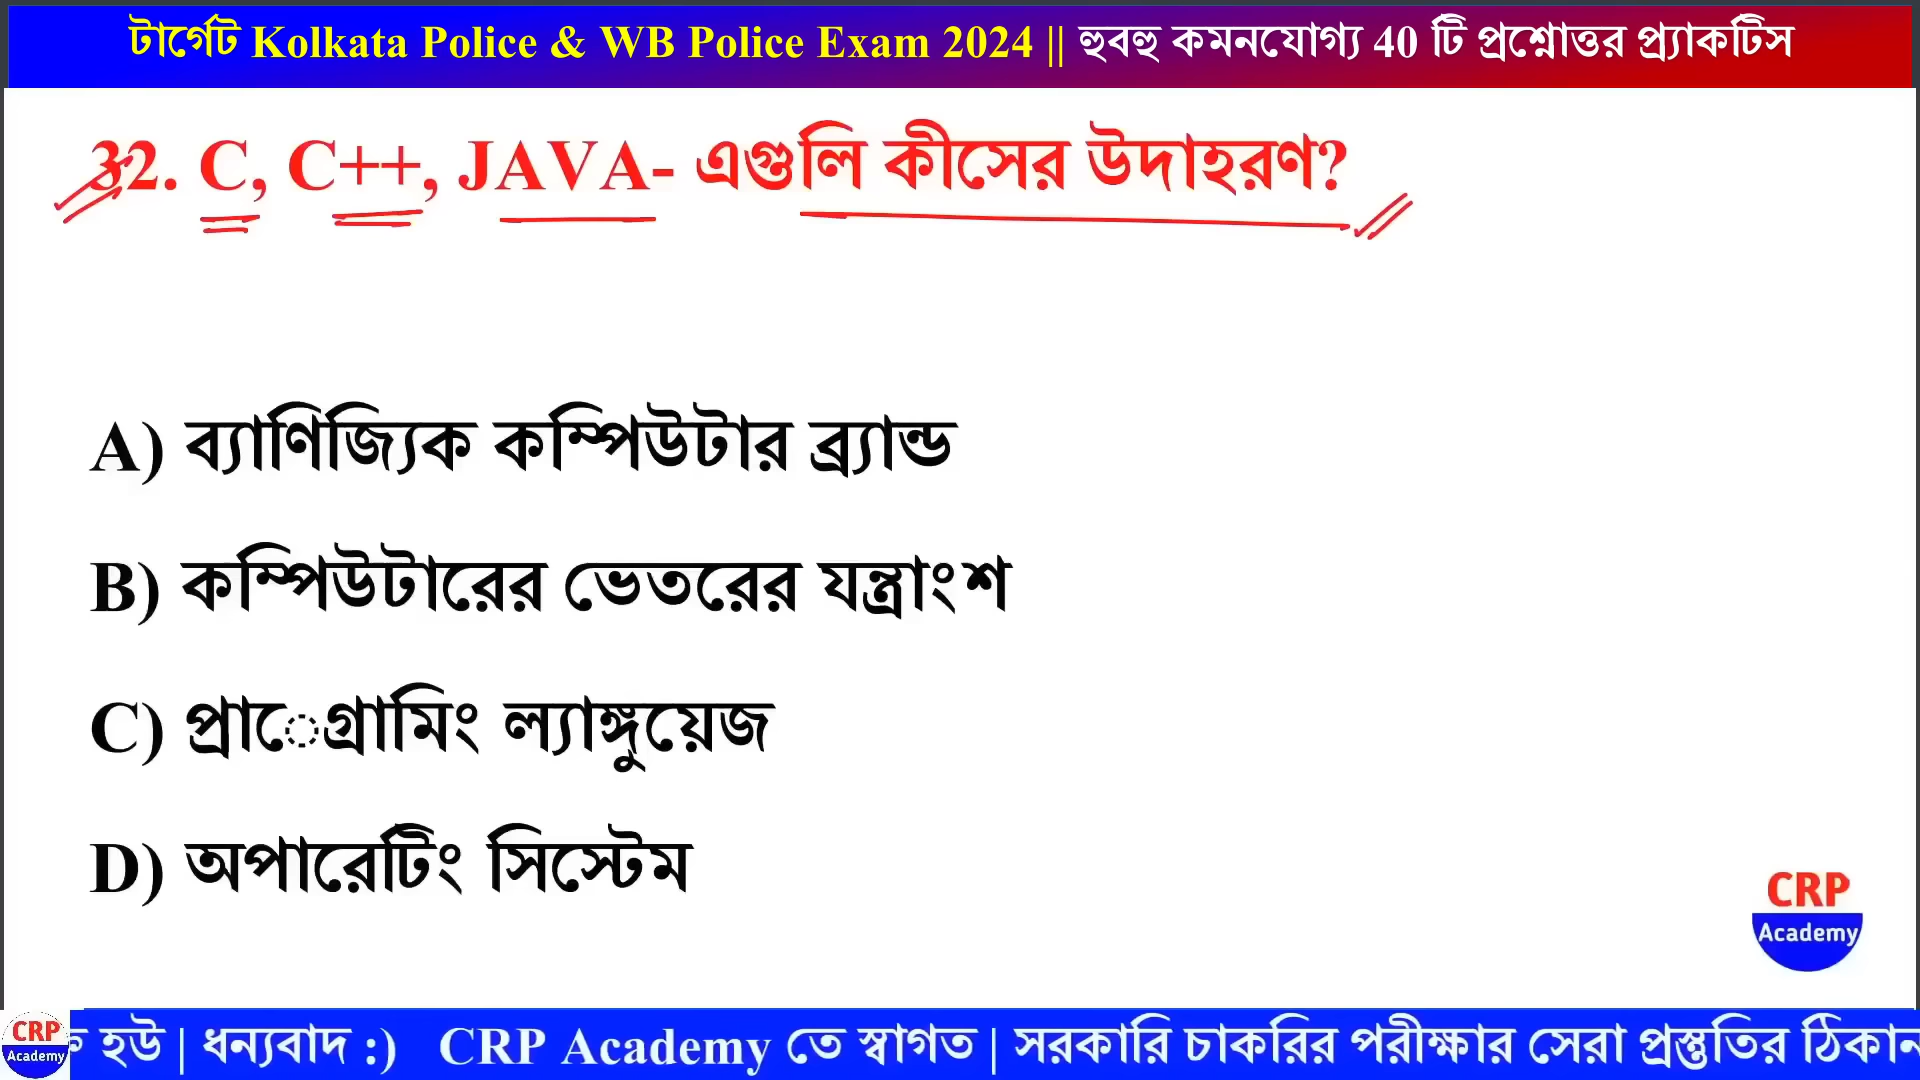 টার্গেট Kolkata Police & WB Police Exam 2024 || হুবহু কমনযোগ্য 40 টি প্রশ্নোত্তর প্র্যাকটিস
32. C, C++, JAVA- এগুলি কীসের উদাহরণ?
A) ব্যাণিজ্যিক কম্পিউটার ব্র্যান্ড
B) কম্পিউটারের ভেতরের যন্ত্রাংশ
C) প্রােগ্রামিং ল্যাঙ্গুয়েজ
D) অপারেটিং সিস্টেম
CRP
Academy
CRP
Academy
হউ | ধন্যবাদ :) CRP Academy তে স্বাগত | সরকারি চাকরির পরীক্ষার সেরা প্রস্তুতির